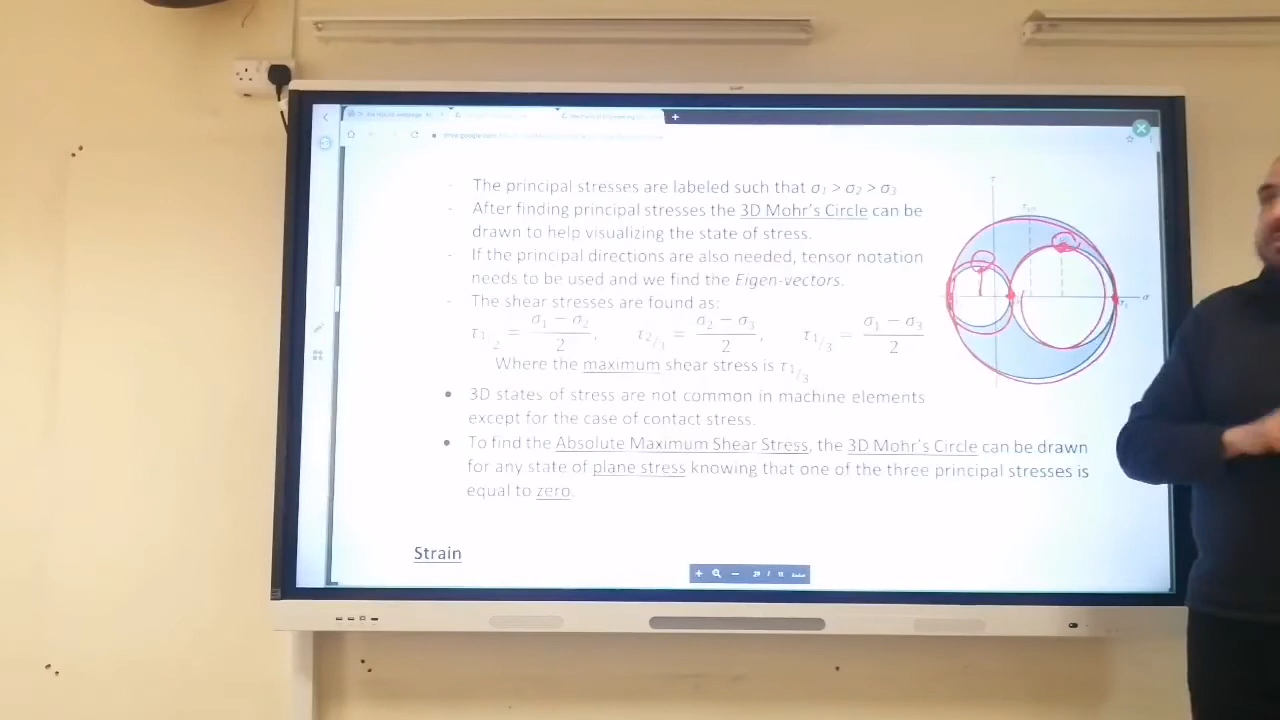 - The principal stresses are labeled such that σ1 > σ2 > σ3
- After finding principal stresses the 3D Mohr's Circle can be
drawn to help visualizing the state of stress.
- If the principal directions are also needed, tensor notation
needs to be used and we find the Eigen-vectors.
- The shear stresses are found as:
τ1/2 = σ1 − σ2 / 2, τ2/3 = σ2 − σ3 / 2, τ1/3 = σ1 − σ3 / 2
Where the maximum shear stress is τ1/3
• 3D states of stress are not common in machine elements
except for the case of contact stress.
• To find the Absolute Maximum Shear Stress, the 3D Mohr's Circle can be drawn
for any state of plane stress knowing that one of the three principal stresses is
equal to zero.
Strain
τ
σ
29 /